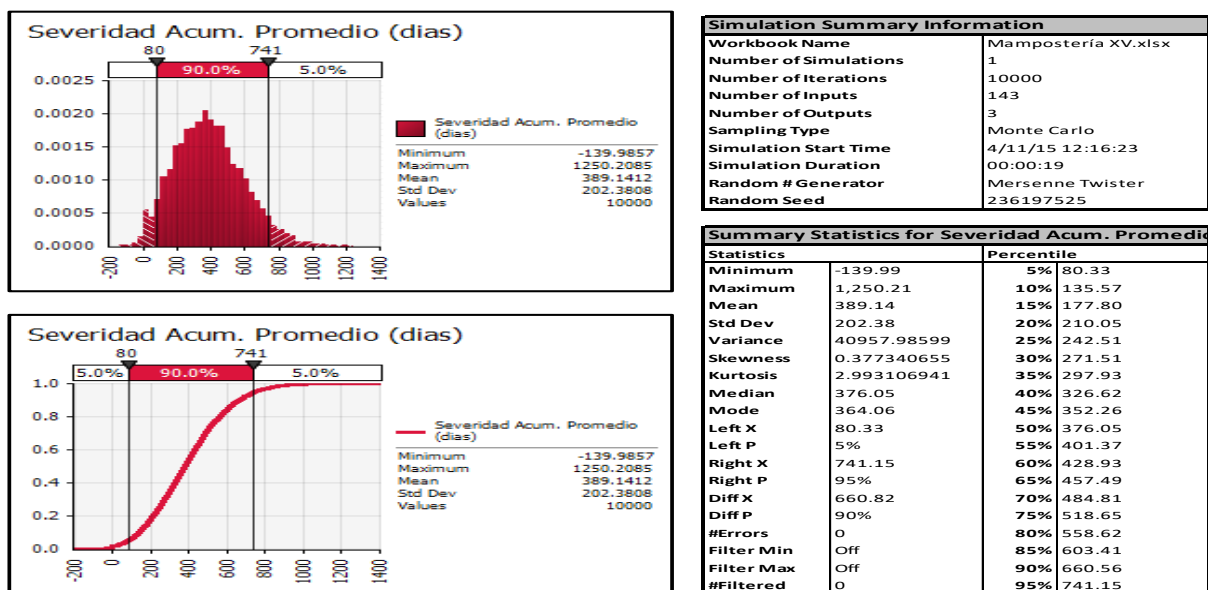 Severidad Acum. Promedio (dias)
80 741
90.0% 5.0%
0.0025
0.0020
0.0015
0.0010
0.0005
0.0000
-200 0 200 400 600 800 1000 1200 1400
Severidad Acum. Promedio
(dias)
Minimum -139.9857
Maximum 1250.2085
Mean 389.1412
Std Dev 202.3808
Values 10000
Severidad Acum. Promedio (dias)
80 741
5.0% 90.0% 5.0%
1.0
0.8
0.6
0.4
0.2
0.0
-200 0 200 400 600 800 1000 1200 1400
Severidad Acum. Promedio
(dias)
Minimum -139.9857
Maximum 1250.2085
Mean 389.1412
Std Dev 202.3808
Values 10000
Simulation Summary Information
Workbook Name Mampostería XV.xlsx
Number of Simulations 1
Number of Iterations 10000
Number of Inputs 143
Number of Outputs 3
Sampling Type Monte Carlo
Simulation Start Time 4/11/15 12:16:23
Simulation Duration 00:00:19
Random # Generator Mersenne Twister
Random Seed 236197525
Summary Statistics for Severidad Acum. Promedio
Statistics Percentile
Minimum -139.99 5% 80.33
Maximum 1,250.21 10% 135.57
Mean 389.14 15% 177.80
Std Dev 202.38 20% 210.05
Variance 40957.98599 25% 242.51
Skewness 0.377340655 30% 271.51
Kurtosis 2.993106941 35% 297.93
Median 376.05 40% 326.62
Mode 364.06 45% 352.26
Left X 80.33 50% 376.05
Left P 5% 55% 401.37
Right X 741.15 60% 428.93
Right P 95% 65% 457.49
Diff X 660.82 70% 484.81
Diff P 90% 75% 518.65
#Errors 0 80% 558.62
Filter Min Off 85% 603.41
Filter Max Off 90% 660.56
#Filtered 0 95% 741.15